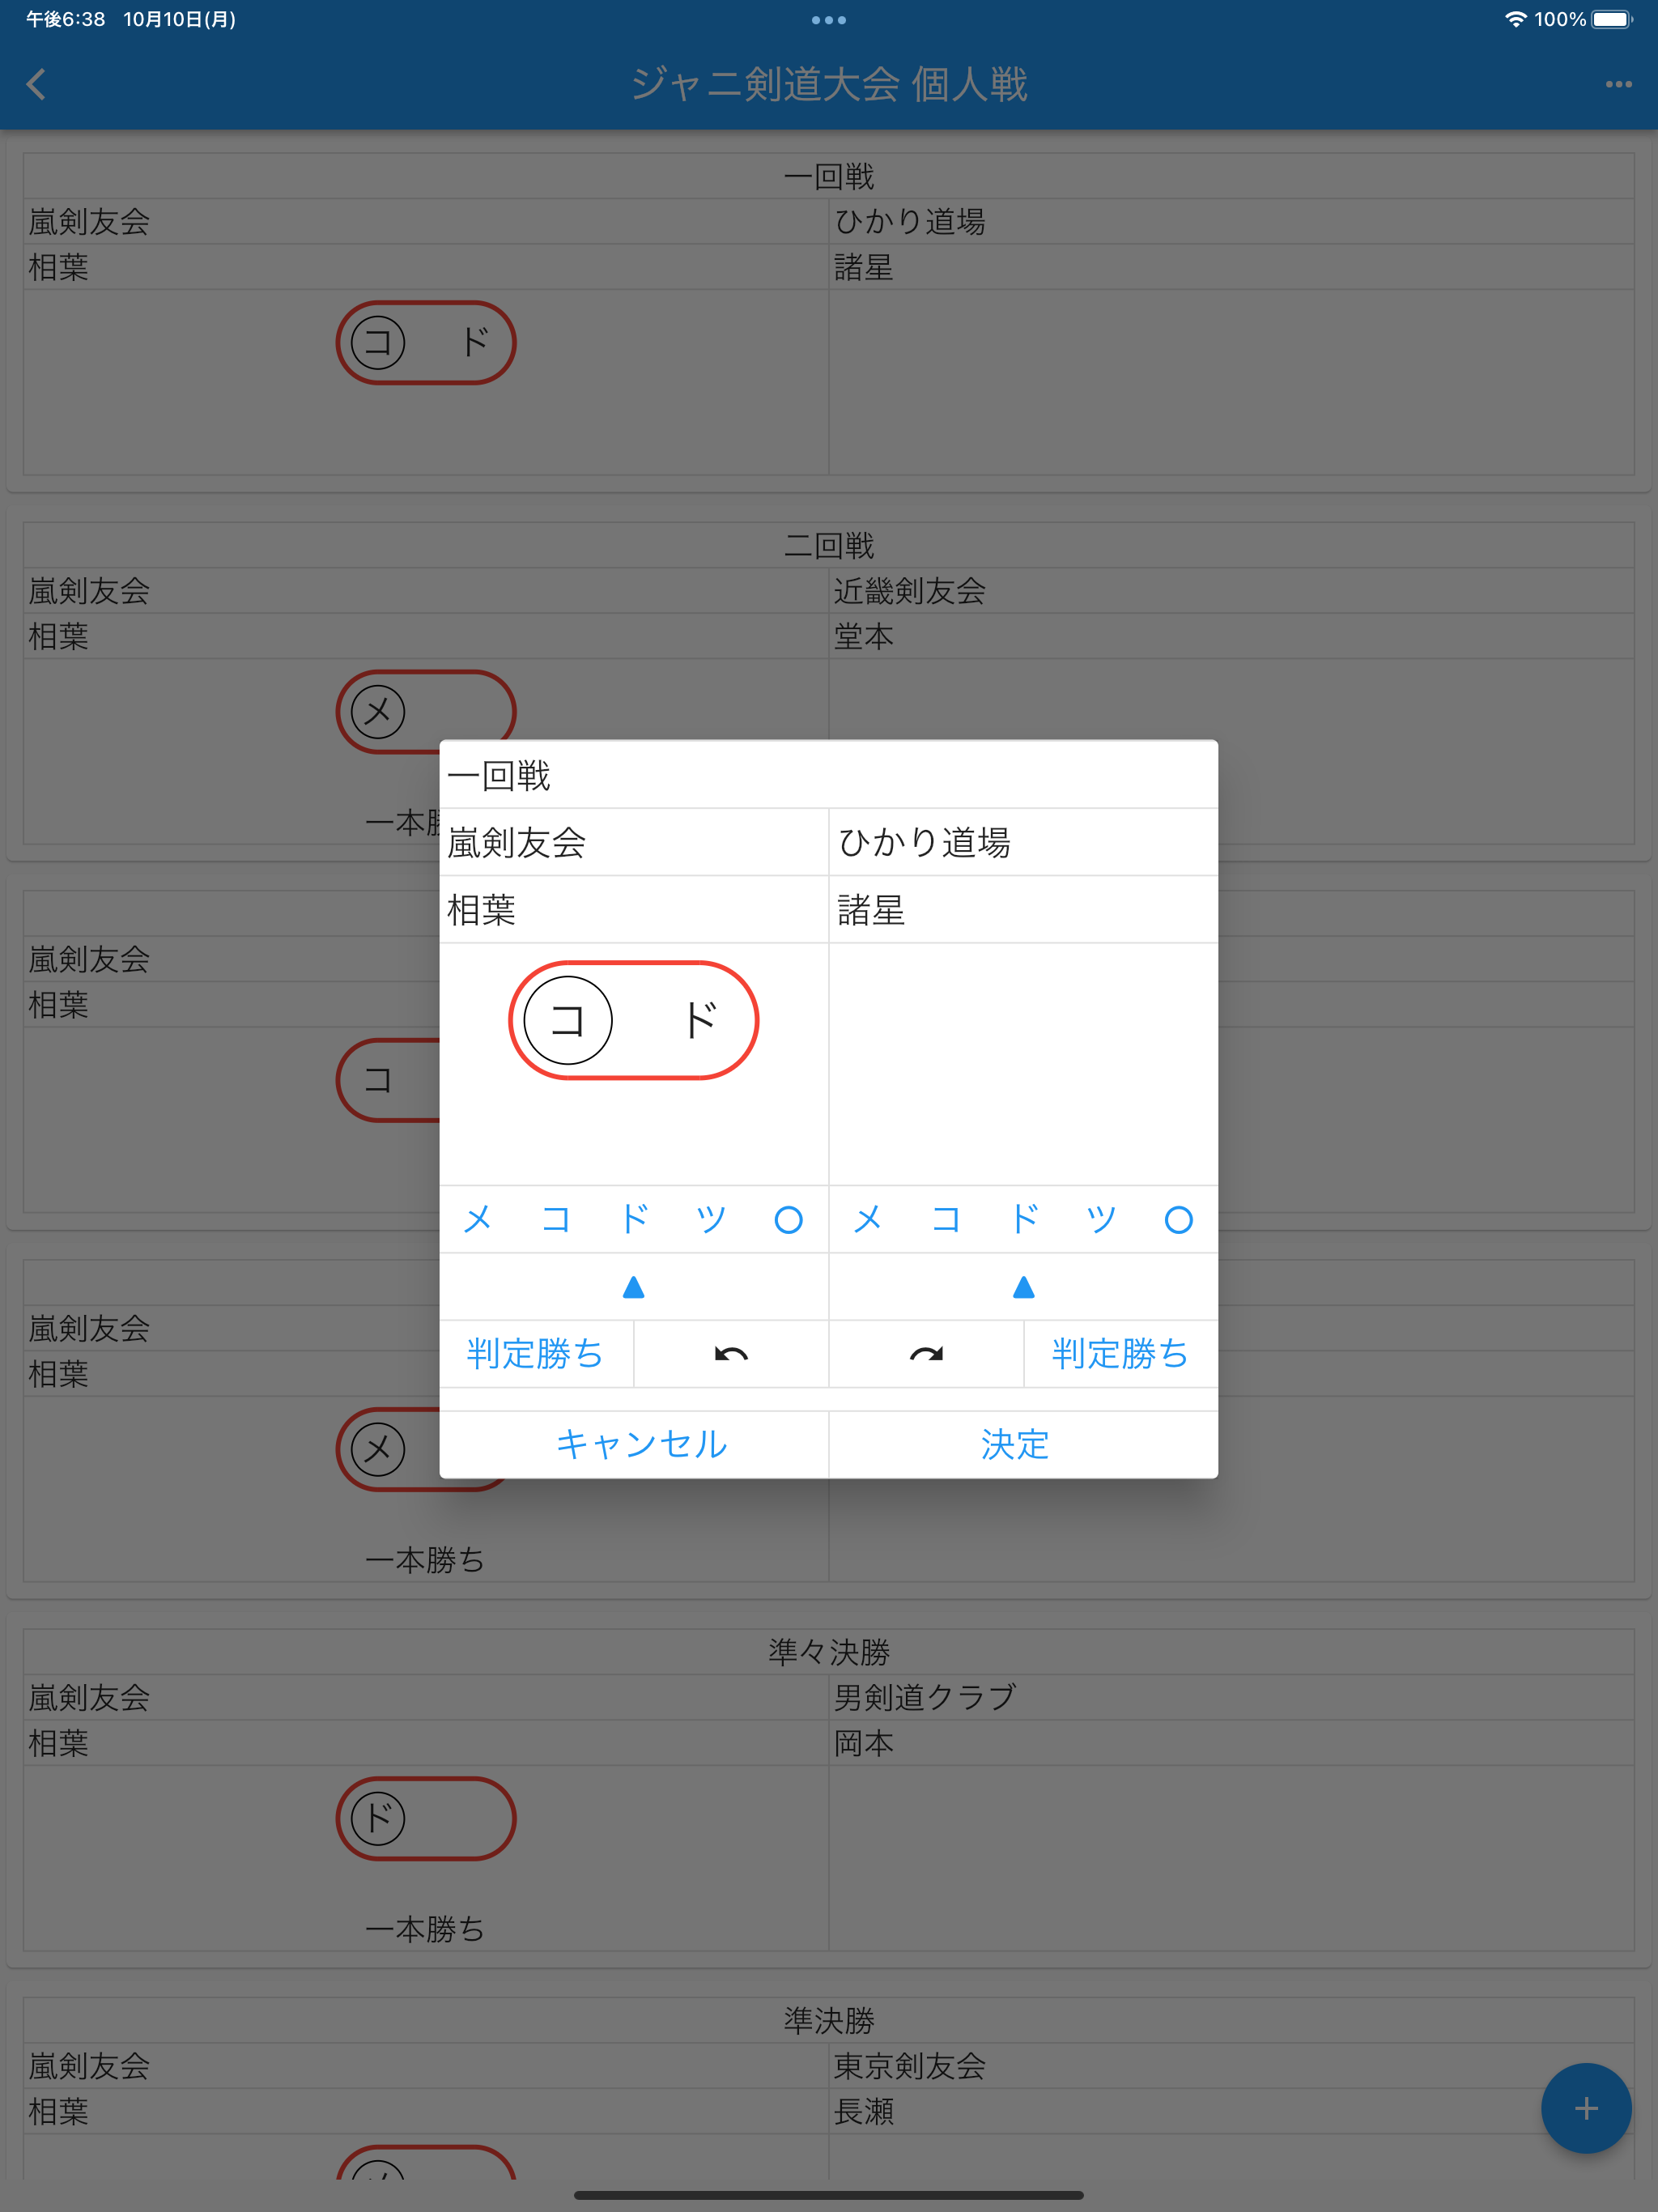 午後6:38 10月10日(月) 100%
ジャニ剣道大会 個人戦
一回戦
嵐剣友会 ひかり道場
相葉 諸星
コ ド
二回戦
嵐剣友会 近畿剣友会
相葉 堂本
メ
一本勝
一回戦
嵐剣友会 ひかり道場
相葉 諸星
コ ド
メ コ ド ツ ○ メ コ ド ツ ○
▲ ▲
判定勝ち 判定勝ち
キャンセル 決定
嵐剣友会
相葉
コ
嵐剣友会
相葉
メ
一本勝ち
準々決勝
嵐剣友会 男剣道クラブ
相葉 岡本
ド
一本勝ち
準決勝
嵐剣友会 東京剣友会
相葉 長瀬